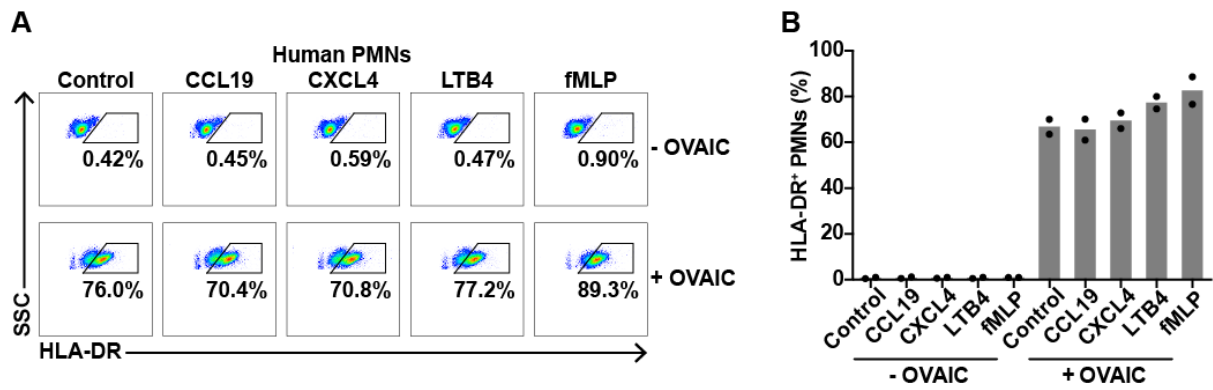 A
Human PMNs
Control CCL19 CXCL4 LTB4 fMLP
0.42% 0.45% 0.59% 0.47% 0.90%
- OVAIC
76.0% 70.4% 70.8% 77.2% 89.3%
+ OVAIC
SSC
HLA-DR
B
HLA-DR+ PMNs (%)
100
80
60
40
20
0
Control CCL19 CXCL4 LTB4 fMLP Control CCL19 CXCL4 LTB4 fMLP
- OVAIC + OVAIC